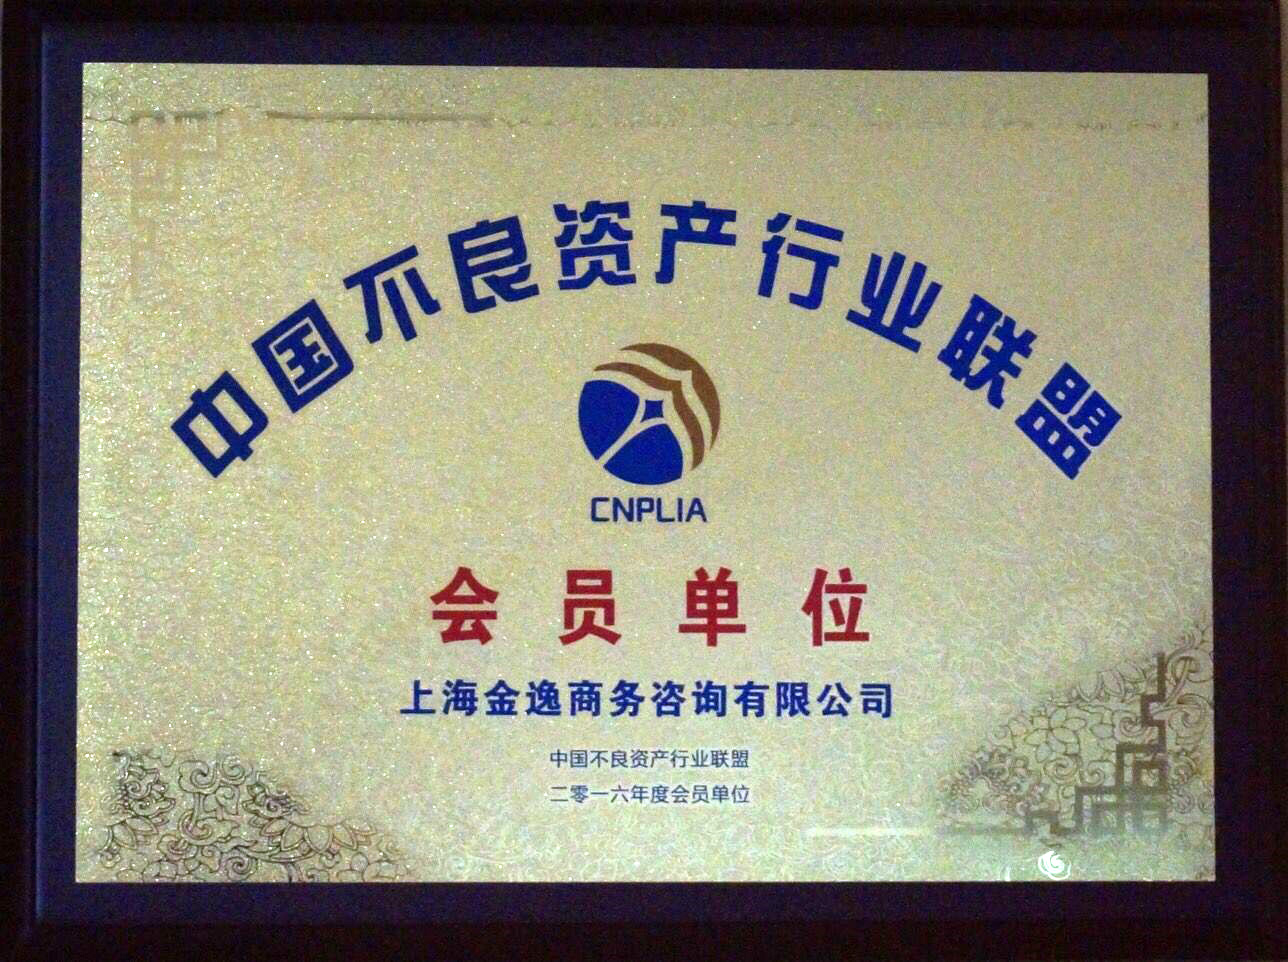 中国不良资产行业联盟
CNPLIA
会员单位
上海金逸商务咨询有限公司
中国不良资产行业联盟
二零一六年度会员单位